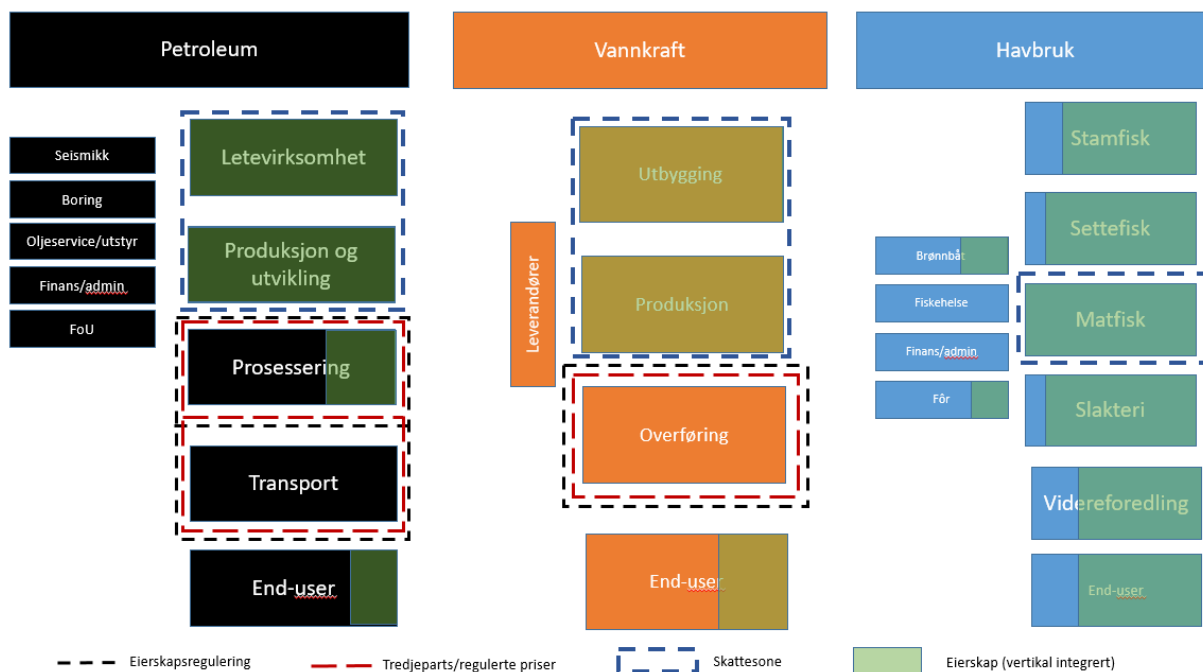 Petroleum
Vannkraft
Havbruk
Seismikk
Boring
Oljeservice/utstyr
Finans/admin
FoU
Letevirksomhet
Produksjon og
utvikling
Prosessering
Transport
End-user
Leverandører
Utbygging
Produksjon
Overføring
End-user
Brønnbåt
Fiskehelse
Finans/admin
Fôr
Stamfisk
Settefisk
Matfisk
Slakteri
Videreforedling
End-user
Eierskapsregulering
Tredjeparts/regulerte priser
Skattesone
Eierskap (vertikal integrert)